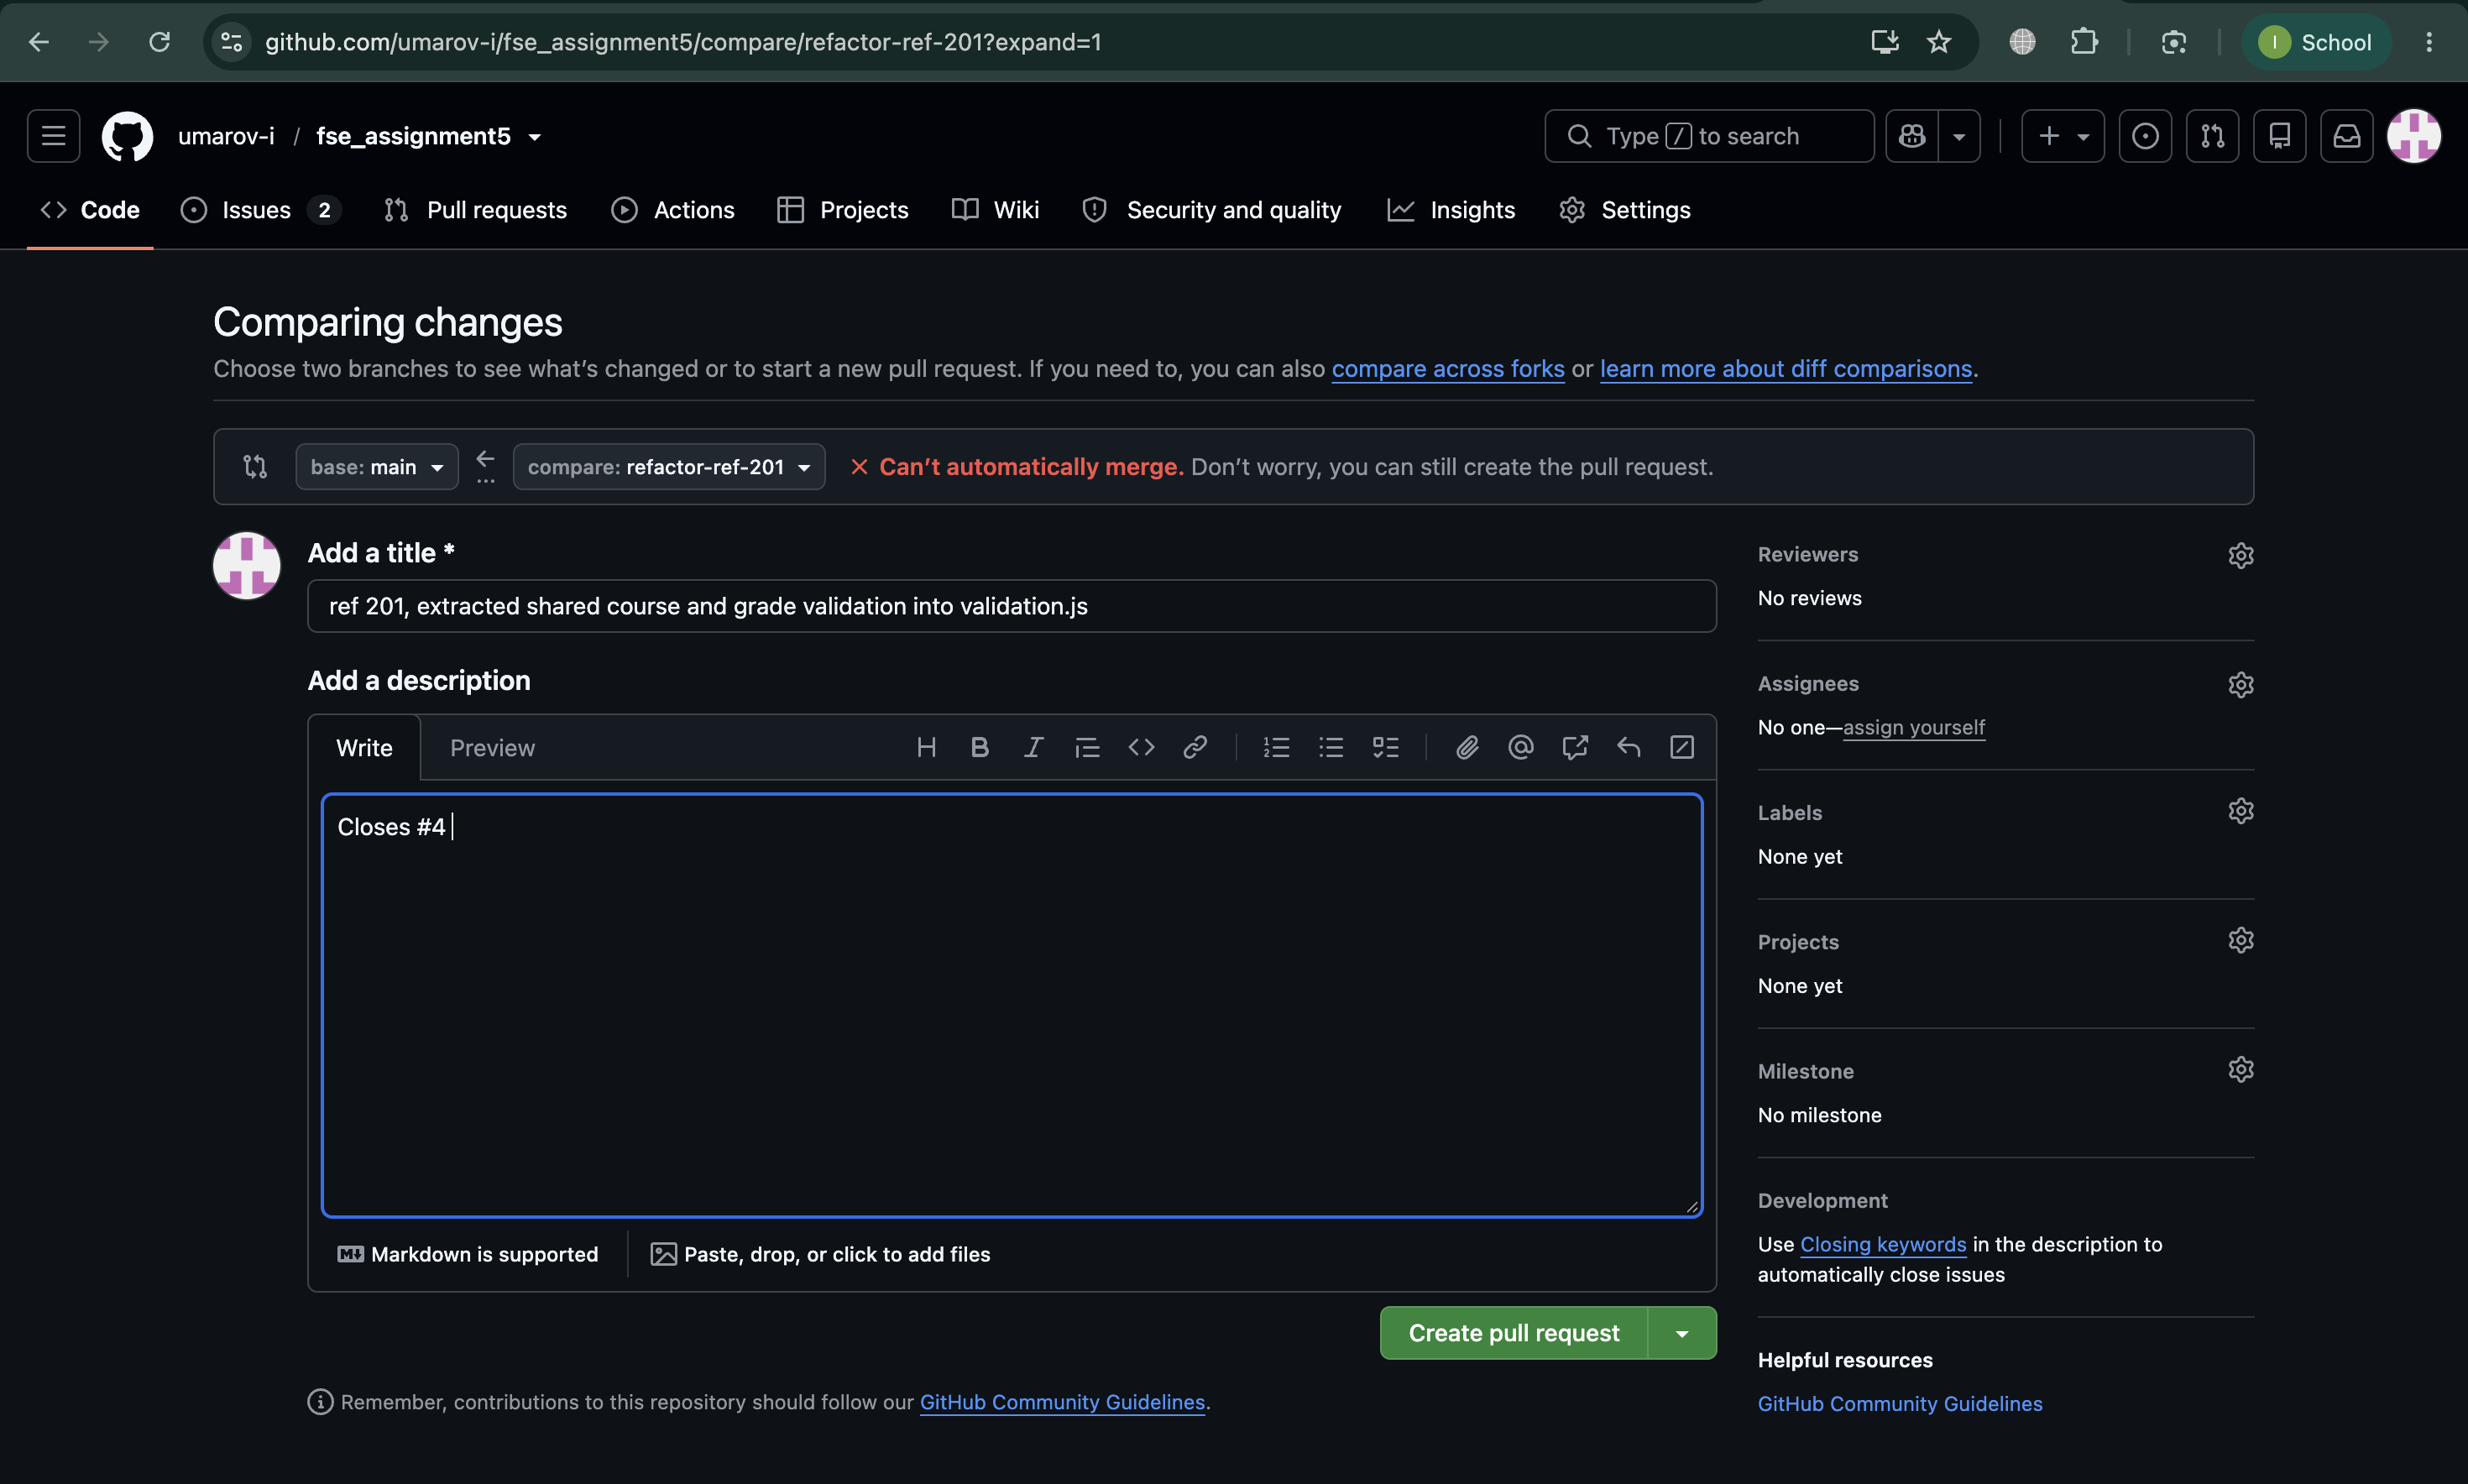 github.com/umarov-i/fse_assignment5/compare/refactor-ref-201?expand=1
I School
umarov-i / fse_assignment5
Type / to search
Code Issues 2 Pull requests Actions Projects Wiki Security and quality Insights Settings
Comparing changes
Choose two branches to see what’s changed or to start a new pull request. If you need to, you can also compare across forks or learn more about diff comparisons.
base: main compare: refactor-ref-201 Can’t automatically merge. Don’t worry, you can still create the pull request.
Add a title *
ref 201, extracted shared course and grade validation into validation.js
Add a description
Write Preview
Closes #4
Markdown is supported Paste, drop, or click to add files
Create pull request
Remember, contributions to this repository should follow our GitHub Community Guidelines.
Reviewers
No reviews
Assignees
No one—assign yourself
Labels
None yet
Projects
None yet
Milestone
No milestone
Development
Use Closing keywords in the description to
automatically close issues
Helpful resources
GitHub Community Guidelines